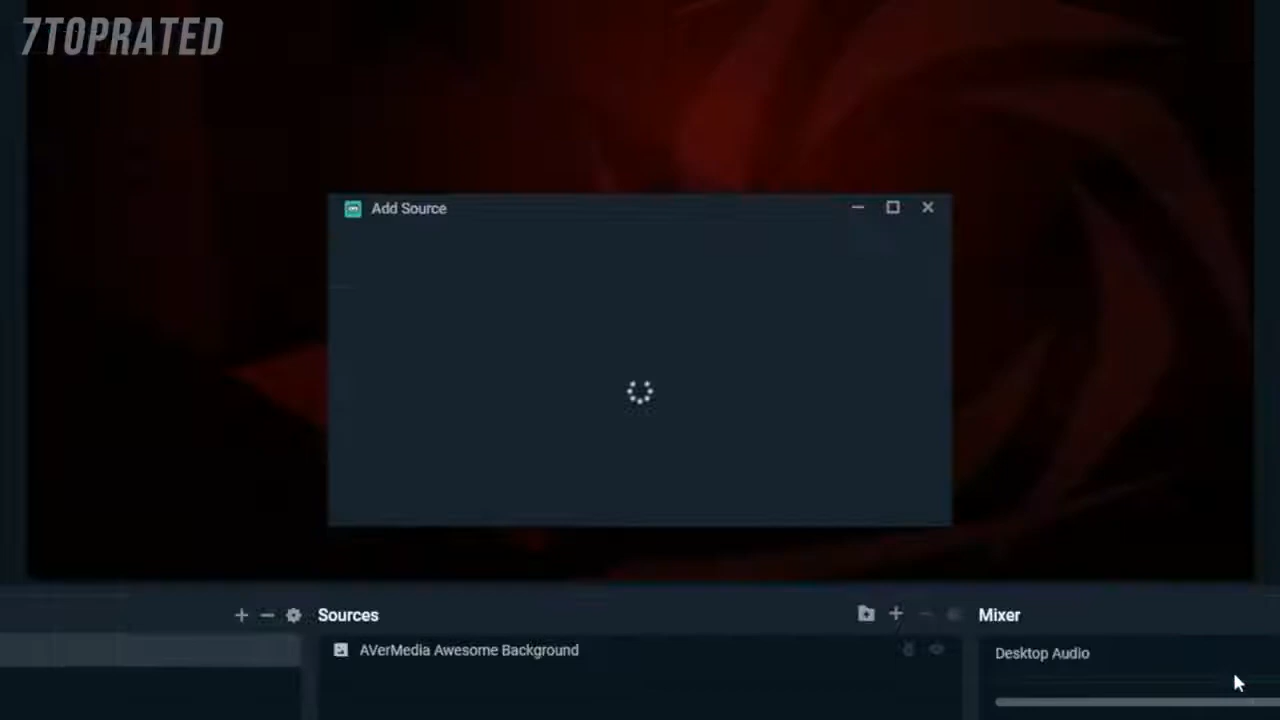 7TOPRATED
Add Source
Sources
Mixer
AVerMedia Awesome Background
Desktop Audio